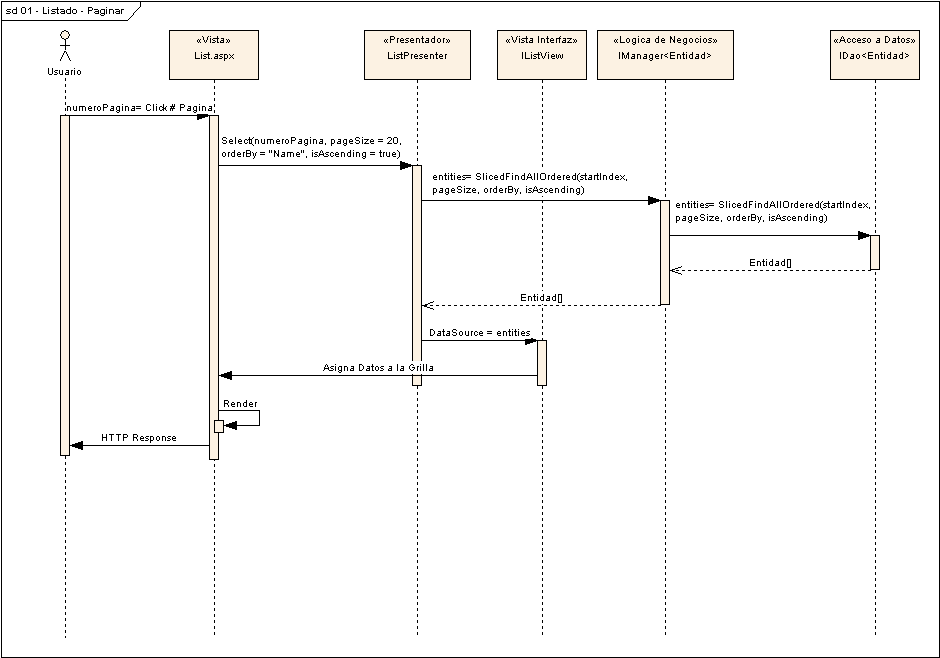 sd 01 - Listado - Paginar
Usuario
«Vista»
List.aspx
«Presentador»
ListPresenter
«Vista Interfaz»
IListView
«Logica de Negocios»
IManager<Entidad>
«Acceso a Datos»
IDao<Entidad>
numeroPagina= Click # Pagina
Select(numeroPagina, pageSize = 20,
orderBy = "Name", isAscending = true)
entities= SlicedFindAllOrdered(startIndex,
pageSize, orderBy, isAscending)
entities= SlicedFindAllOrdered(startIndex,
pageSize, orderBy, isAscending)
Entidad[]
Entidad[]
DataSource = entities
Asigna Datos a la Grilla
Render
HTTP Response